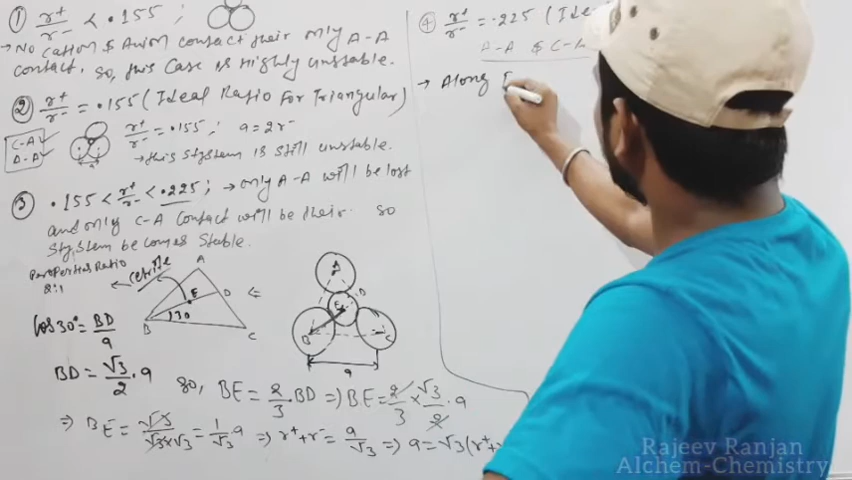 ① r+/r- < .155 ;
→ No Cation & Anion contact their only A-A
contact. So, this Case is Highly unstable.
② r+/r- = .155 (Ideal Ratio For Triangular)
C-A ✓
A-A ✓
r+/r- = .155 ; a = 2r-
→ this System is still unstable.
③ .155 < r+/r- < .225 ; → only A-A will be lost
and only C-A Contact will be their. So
System becomes Stable.
Ratio
2:1
A
E
D
B
30
C
A
D
E
B
C
a
Cos30° = BD/a
BD = √3/2 . a
So, BE = 2/3 . BD ⇒ BE = 2/3 × √3/2 . a
⇒ BE = √3/√3×√3 = 1/√3 a ⇒ r+ + r- = a/√3 ⇒ a = √3(r+ +
④ r+/r- = .225 (Ide
A-A & C-A
→ Along
Rajeev Ranjan
Alchem-Chemistry